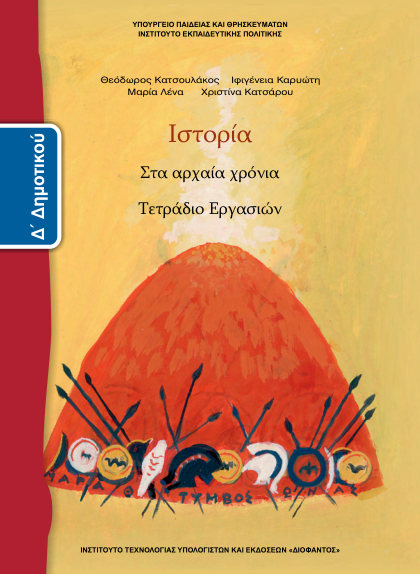 ΥΠΟΥΡΓΕΙΟ ΠΑΙΔΕΙΑΣ ΚΑΙ ΘΡΗΣΚΕΥΜΑΤΩΝ
ΙΝΣΤΙΤΟΥΤΟ ΕΚΠΑΙΔΕΥΤΙΚΗΣ ΠΟΛΙΤΙΚΗΣ
Θεόδωρος Κατσουλάκος Ιφιγένεια Καρυώτη
Μαρία Λένα Χριστίνα Κατσάρου
Ιστορία
Στα αρχαία χρόνια
Τετράδιο Εργασιών
Δ΄ Δημοτικού
ΤΥΜΒΟΣ
ΙΝΣΤΙΤΟΥΤΟ ΤΕΧΝΟΛΟΓΙΑΣ ΥΠΟΛΟΓΙΣΤΩΝ ΚΑΙ ΕΚΔΟΣΕΩΝ «ΔΙΟΦΑΝΤΟΣ»